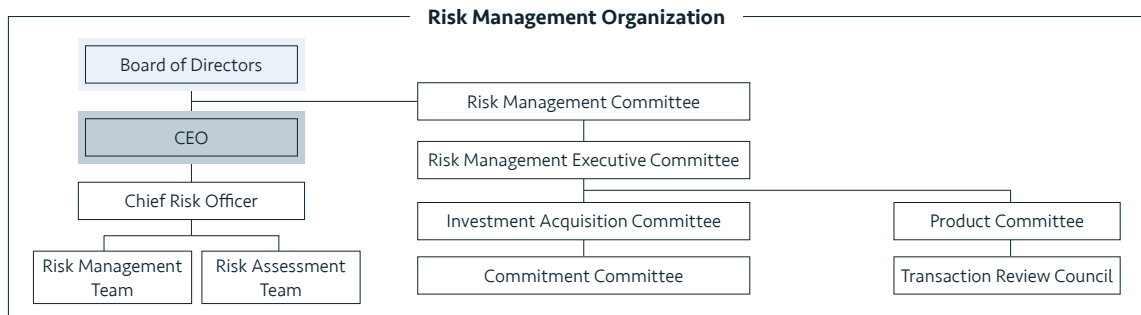 Risk Management Organization
Board of Directors
Risk Management Committee
CEO
Risk Management Executive Committee
Chief Risk Officer
Investment Acquisition Committee
Product Committee
Risk Management
Team
Risk Assessment
Team
Commitment Committee
Transaction Review Council